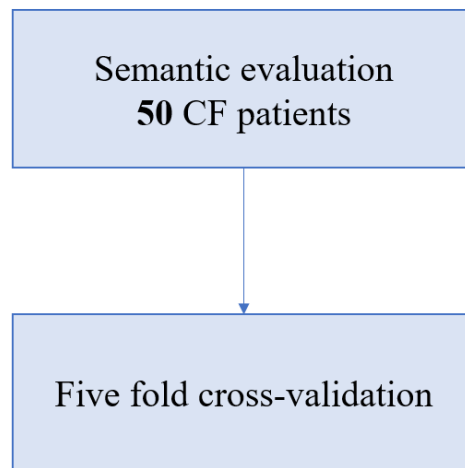 Semantic evaluation
50 CF patients
Five fold cross-validation